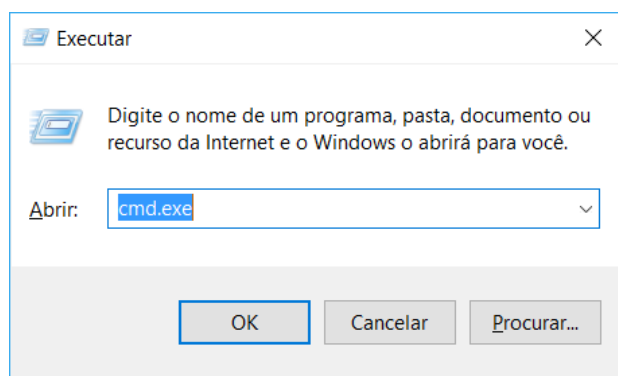 Executar
Digite o nome de um programa, pasta, documento ou
recurso da Internet e o Windows o abrirá para você.
Abrir: cmd.exe
OK Cancelar Procurar...